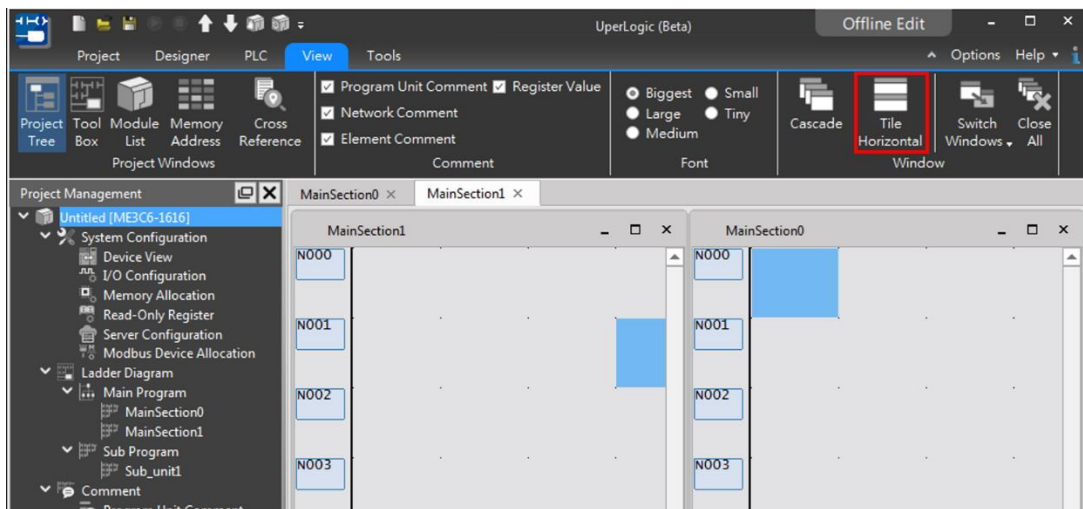 UperLogic (Beta)
Offline Edit
Project
Designer
PLC
View
Tools
Options
Help
Project Tree
Tool Box
Module List
Memory Address
Cross Reference
Project Windows
Program Unit Comment
Register Value
Network Comment
Element Comment
Comment
Biggest
Small
Large
Tiny
Medium
Font
Cascade
Tile Horizontal
Switch Windows
Close All
Window
Project Management
MainSection0
MainSection1
Untitled [ME3C6-1616]
System Configuration
Device View
I/O Configuration
Memory Allocation
Read-Only Register
Server Configuration
Modbus Device Allocation
Ladder Diagram
Main Program
MainSection0
MainSection1
Sub Program
Sub_unit1
Comment
MainSection1
N000
N001
N002
N003
MainSection0
N000
N001
N002
N003